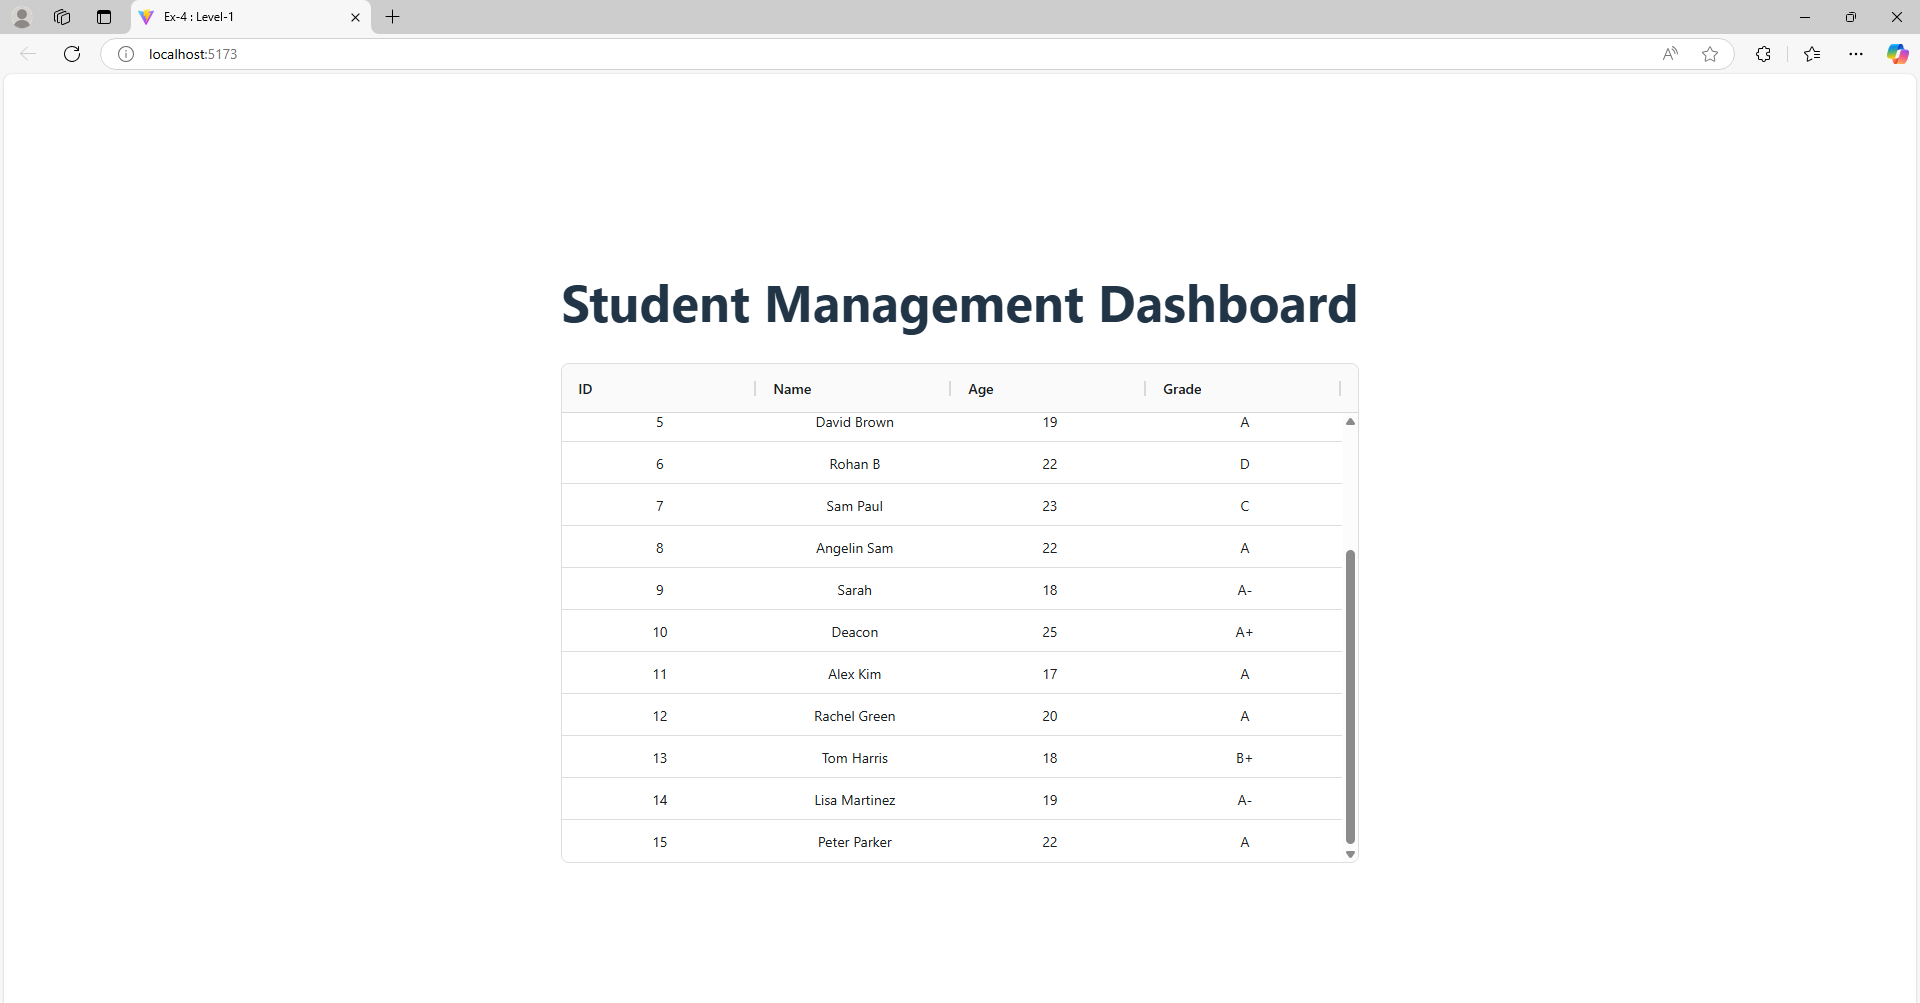 Ex-4 : Level-1
localhost:5173
Student Management Dashboard
ID Name Age Grade
5 David Brown 19 A
6 Rohan B 22 D
7 Sam Paul 23 C
8 Angelin Sam 22 A
9 Sarah 18 A-
10 Deacon 25 A+
11 Alex Kim 17 A
12 Rachel Green 20 A
13 Tom Harris 18 B+
14 Lisa Martinez 19 A-
15 Peter Parker 22 A